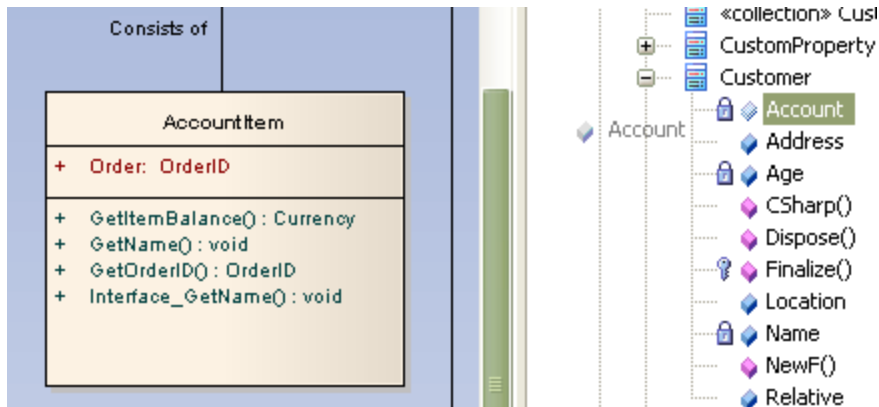 Consists of
AccountItem
+ Order: OrderID
+ GetItemBalance() : Currency
+ GetName() : void
+ GetOrderID() : OrderID
+ Interface_GetName() : void
Account
«collection» Cust
CustomProperty
Customer
Account
Address
Age
CSharp()
Dispose()
Finalize()
Location
Name
NewF()
Relative